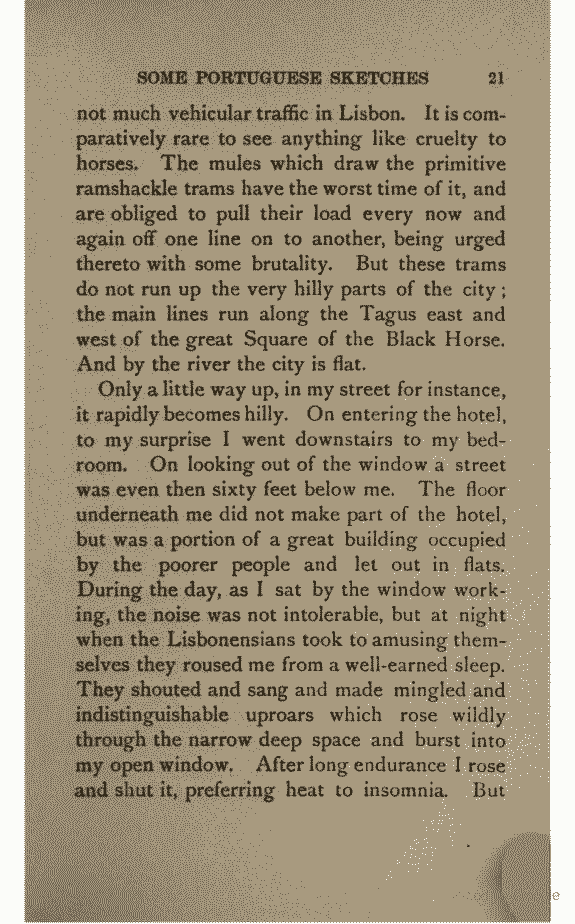 SOME PORTUGUESE SKETCHES 21
not much vehicular traffic in Lisbon. It is com-
paratively rare to see anything like cruelty to
horses. The mules which draw the primitive
ramshackle trams have the worst time of it, and
are obliged to pull their load every now and
again off one line on to another, being urged
thereto with some brutality. But these trams
do not run up the very hilly parts of the city;
the main lines run along the Tagus east and
west of the great Square of the Black Horse.
And by the river the city is flat.
Only a little way up, in my street for instance,
it rapidly becomes hilly. On entering the hotel,
to my surprise I went downstairs to my bed-
room. On looking out of the window a street
was even then sixty feet below me. The floor
underneath me did not make part of the hotel,
but was a portion of a great building occupied
by the poorer people and let out in flats.
During the day, as I sat by the window work-
ing, the noise was not intolerable, but at night
when the Lisbonensians took to amusing them-
selves they roused me from a well-earned sleep.
They shouted and sang and made mingled and
indistinguishable uproars which rose wildly
through the narrow deep space and burst into
my open window. After long endurance I rose
and shut it, preferring heat to insomnia. But